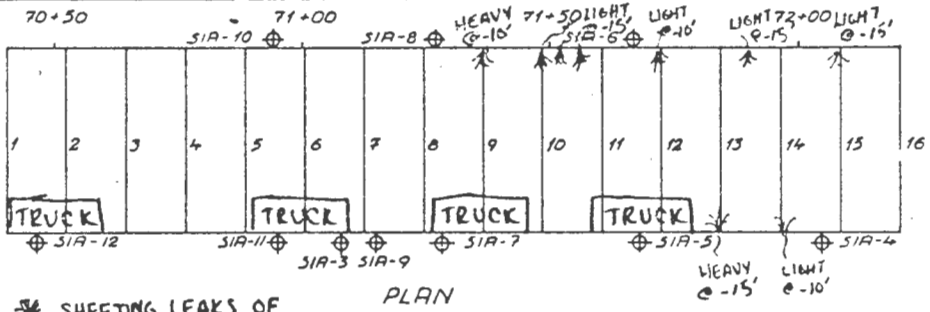 70+50 71+00 HEAVY 71+50 LIGHT LIGHT LIGHT 72+00 LIGHT
SIA-10 SIA-8 @-10' @-15' SIA-6 @-10' @-15' @-15'
1 2 3 4 5 6 7 8 9 10 11 12 13 14 15 16
TRUCK TRUCK TRUCK TRUCK
SIA-12 SIA-11 SIA-7 SIA-5 SIA-4
SIA-3 SIA-9 HEAVY LIGHT
@-15' @-10'
PLAN
SHEETING LEAKS OF